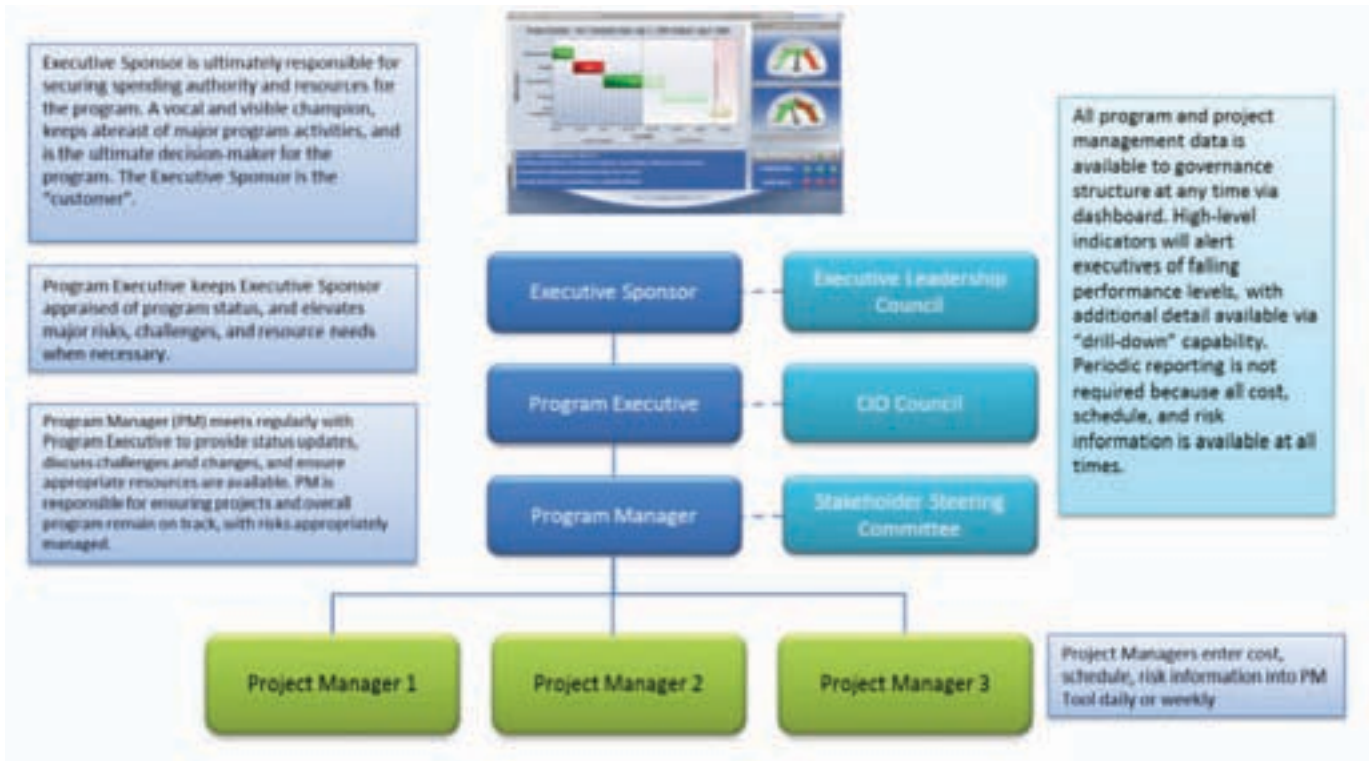 Executive Sponsor is ultimately responsible for
securing spending authority and resources for
the program. A vocal and visible champion,
keeps abreast of major program activities, and
is the ultimate decision-maker for the
program. The Executive Sponsor is the
"customer".
Program Executive keeps Executive Sponsor
appraised of program status, and elevates
major risks, challenges, and resource needs
when necessary.
Program Manager (PM) meets regularly with
Program Executive to provide status updates,
discuss challenges and changes, and ensure
appropriate resources are available. PM is
responsible for ensuring projects and overall
program remain on track, with risks appropriately
managed.
Executive Sponsor
Executive Leadership
Council
Program Executive
CIO Council
Program Manager
Stakeholder Steering
Committee
All program and project
management data is
available to governance
structure at any time via
dashboard. High-level
indicators will alert
executives of falling
performance levels, with
additional detail available via
"drill-down" capability.
Periodic reporting is not
required because all cost,
schedule, and risk
information is available at all
times.
Project Manager 1
Project Manager 2
Project Manager 3
Project Managers enter cost,
schedule, risk information into PM
Tool daily or weekly